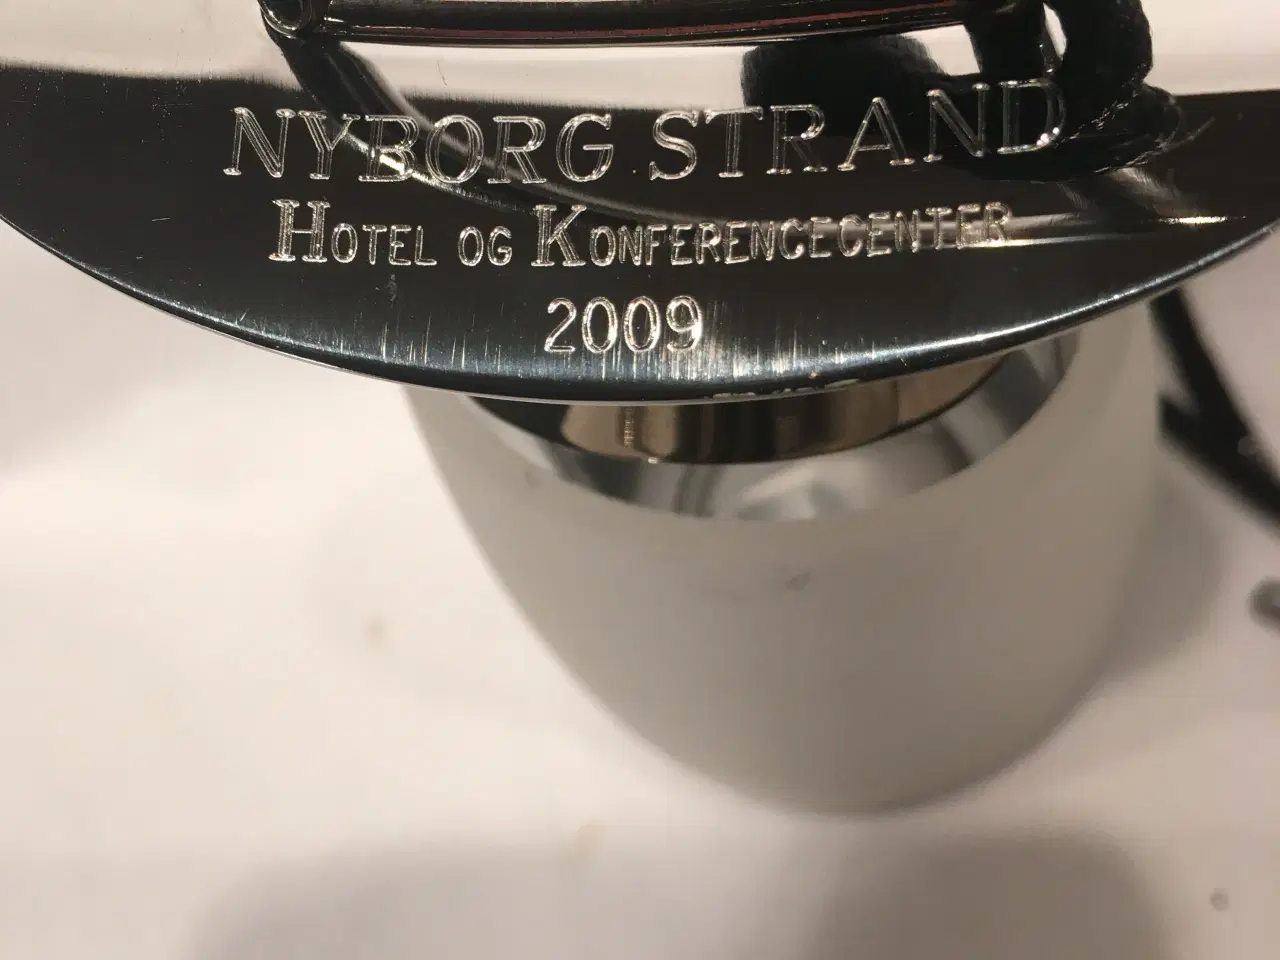 NYBORG STRAND
HOTEL OG KONFERENCECENTER
2009